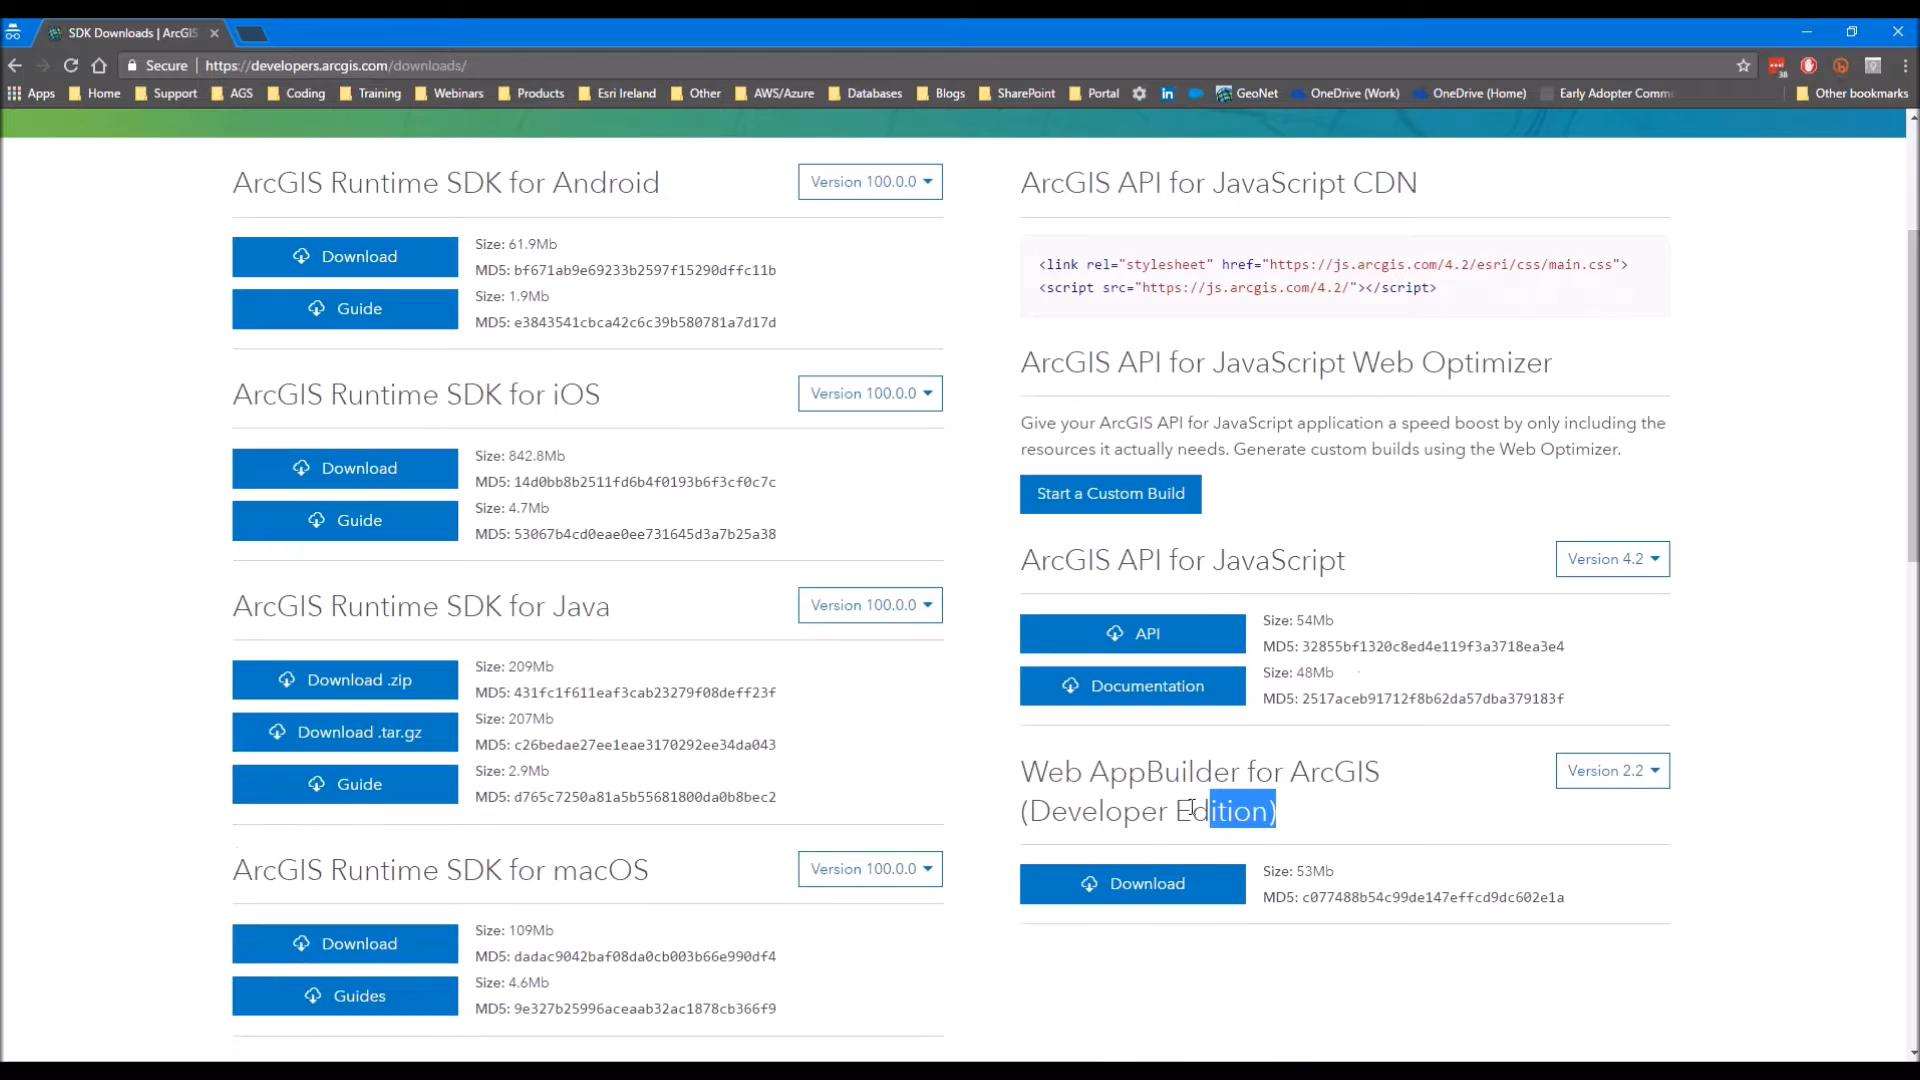 SDK Downloads | ArcGIS
Secure https://developers.arcgis.com/downloads/
38
Apps Home Support AGS Coding Training Webinars Products Esri Ireland Other AWS/Azure Databases Blogs SharePoint Portal GeoNet OneDrive (Work) OneDrive (Home) Early Adopter Comm Other bookmarks
ArcGIS Runtime SDK for Android
Version 100.0.0
Download
Size: 61.9Mb
MD5: bf671ab9e69233b2597f15290dffc11b
Guide
Size: 1.9Mb
MD5: e3843541cbca42c6c39b580781a7d17d
ArcGIS Runtime SDK for iOS
Version 100.0.0
Download
Size: 842.8Mb
MD5: 14d0bb8b2511fd6b4f0193b6f3cf0c7c
Guide
Size: 4.7Mb
MD5: 53067b4cd0eae0ee731645d3a7b25a38
ArcGIS Runtime SDK for Java
Version 100.0.0
Download .zip
Size: 209Mb
MD5: 431fc1f611eaf3cab23279f08deff23f
Download .tar.gz
Size: 207Mb
MD5: c26bedae27ee1eae3170292ee34da043
Guide
Size: 2.9Mb
MD5: d765c7250a81a5b55681800da0b8bec2
ArcGIS Runtime SDK for macOS
Version 100.0.0
Download
Size: 109Mb
MD5: dadac9042baf08da0cb003b66e990df4
Guides
Size: 4.6Mb
MD5: 9e327b25996aceaab32ac1878cb366f9
ArcGIS API for JavaScript CDN
<link rel="stylesheet" href="https://js.arcgis.com/4.2/esri/css/main.css">
<script src="https://js.arcgis.com/4.2/"></script>
ArcGIS API for JavaScript Web Optimizer
Give your ArcGIS API for JavaScript application a speed boost by only including the
resources it actually needs. Generate custom builds using the Web Optimizer.
Start a Custom Build
ArcGIS API for JavaScript
Version 4.2
API
Size: 54Mb
MD5: 32855bf1320c8ed4e119f3a3718ea3e4
Documentation
Size: 48Mb
MD5: 2517aceb91712f8b62da57dba379183f
Web AppBuilder for ArcGIS
(Developer Edition)
Version 2.2
Download
Size: 53Mb
MD5: c077488b54c99de147effcd9dc602e1a